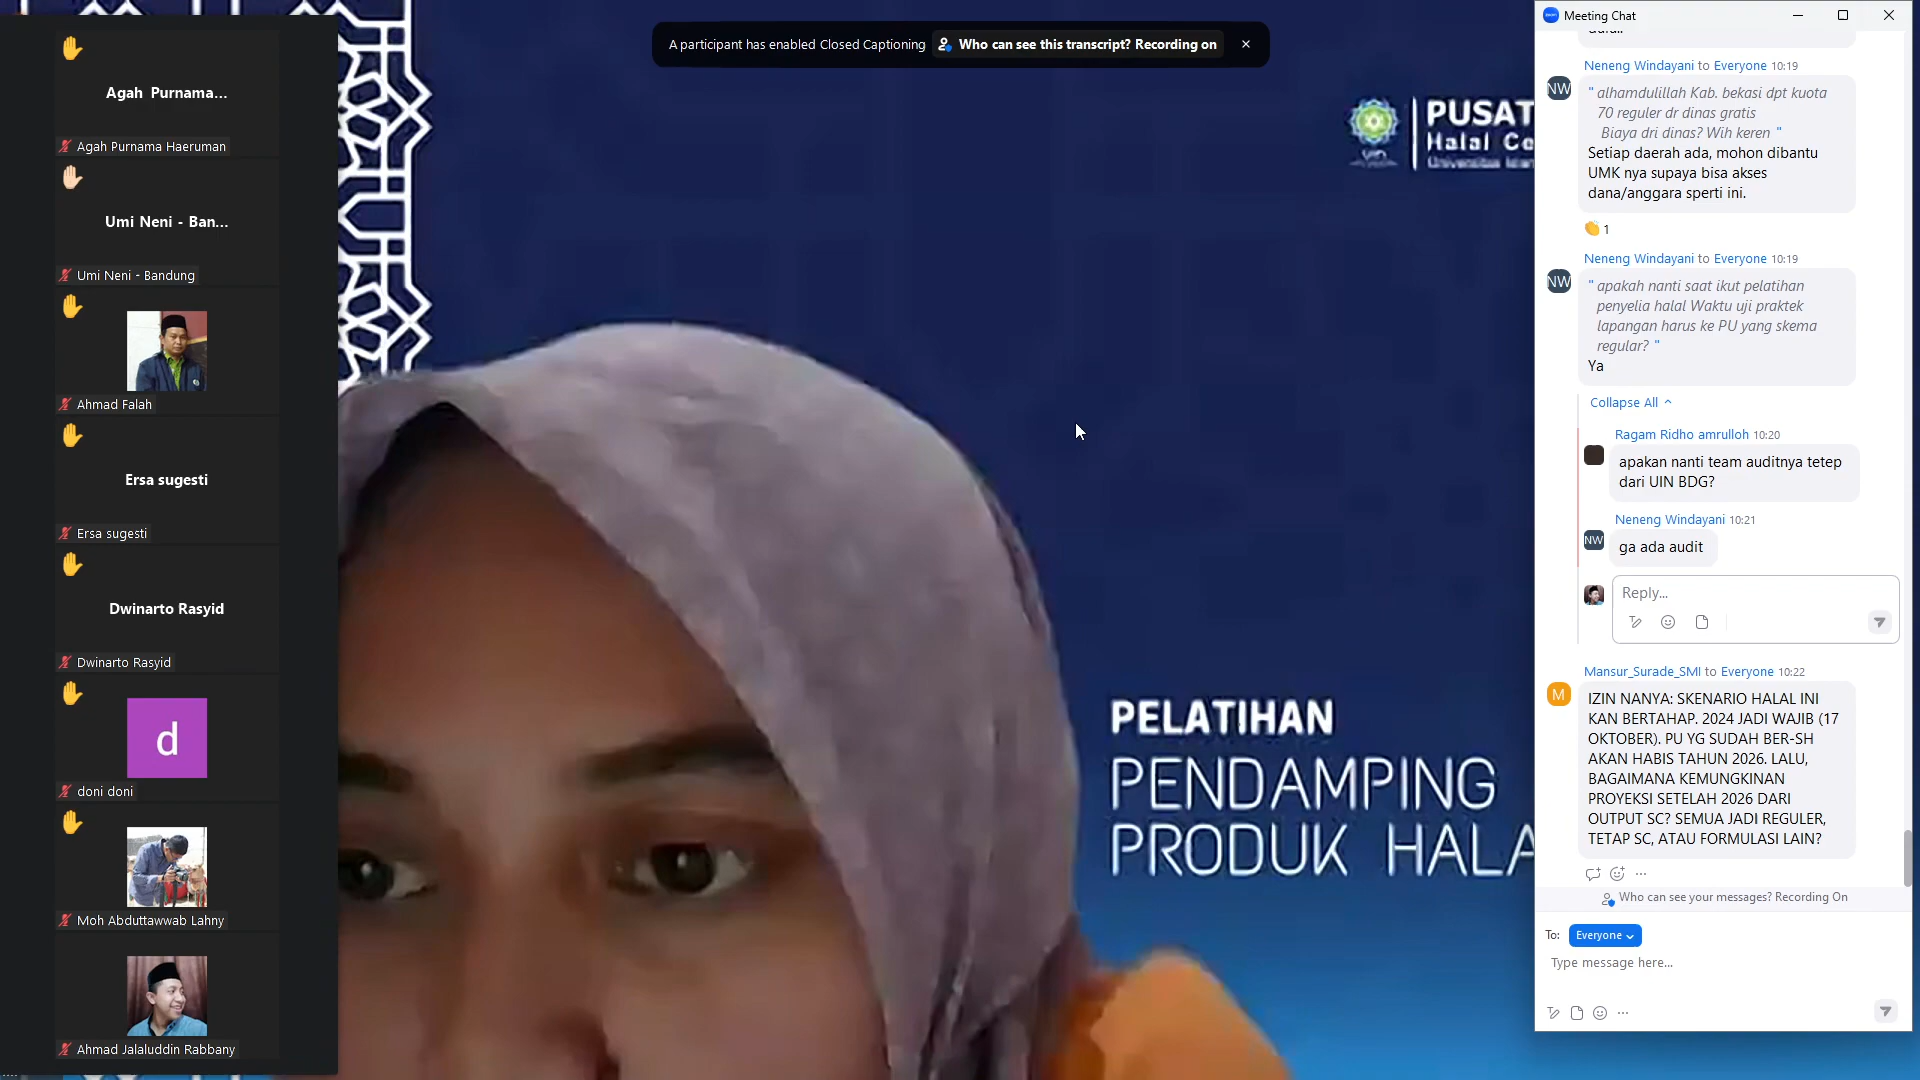 Agah Purnama...
Agah Purnama Haeruman
Umi Neni - Ban...
Umi Neni - Bandung
Ahmad Falah
Ersa sugesti
Ersa sugesti
Dwinarto Rasyid
Dwinarto Rasyid
d
doni doni
Moh Abduttawwab Lahny
Ahmad Jalaluddin Rabbany
A participant has enabled Closed Captioning
Who can see this transcript? Recording on
PUSAT
Halal Ce
Universitas Islam
PELATIHAN
PENDAMPING
PRODUK HALA
Meeting Chat
Neneng Windayani to Everyone 10:19
NW
" alhamdulillah Kab. bekasi dpt kuota
70 reguler dr dinas gratis
Biaya dri dinas? Wih keren "
Setiap daerah ada, mohon dibantu
UMK nya supaya bisa akses
dana/anggara sperti ini.
1
Neneng Windayani to Everyone 10:19
NW
" apakah nanti saat ikut pelatihan
penyelia halal Waktu uji praktek
lapangan harus ke PU yang skema
regular? "
Ya
Collapse All
Ragam Ridho amrulloh 10:20
apakan nanti team auditnya tetep
dari UIN BDG?
Neneng Windayani 10:21
NW
ga ada audit
Reply...
Mansur_Surade_SMI to Everyone 10:22
M
IZIN NANYA: SKENARIO HALAL INI
KAN BERTAHAP. 2024 JADI WAJIB (17
OKTOBER). PU YG SUDAH BER-SH
AKAN HABIS TAHUN 2026. LALU,
BAGAIMANA KEMUNGKINAN
PROYEKSI SETELAH 2026 DARI
OUTPUT SC? SEMUA JADI REGULER,
TETAP SC, ATAU FORMULASI LAIN?
Who can see your messages? Recording On
To: Everyone
Type message here...